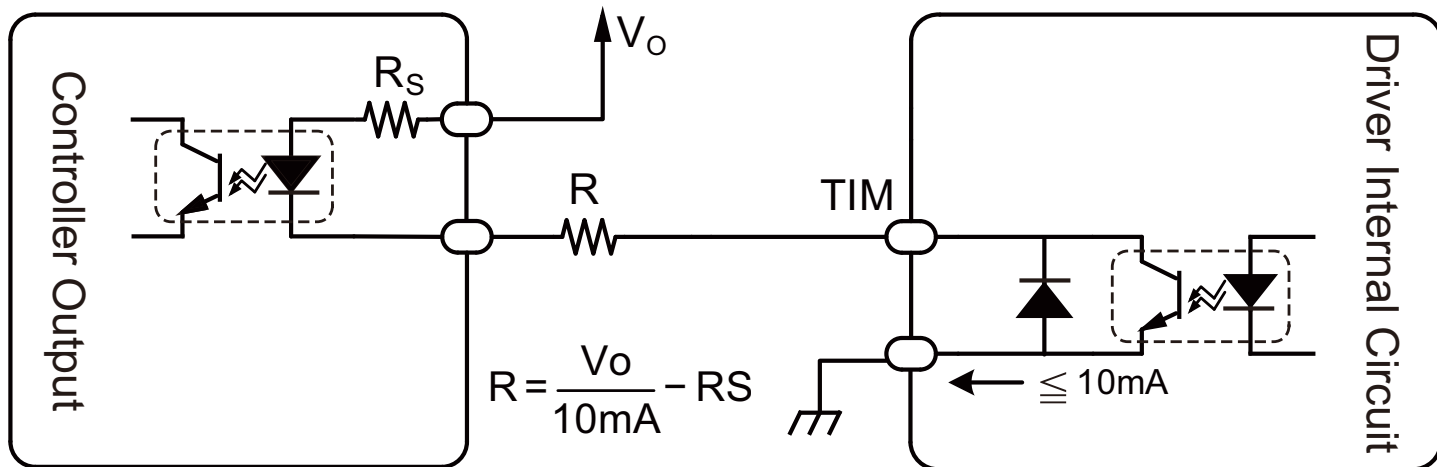 Controller Output
R_S
V_O
R
TIM
R = Vo/10mA − RS
≦ 10mA
Driver Internal Circuit